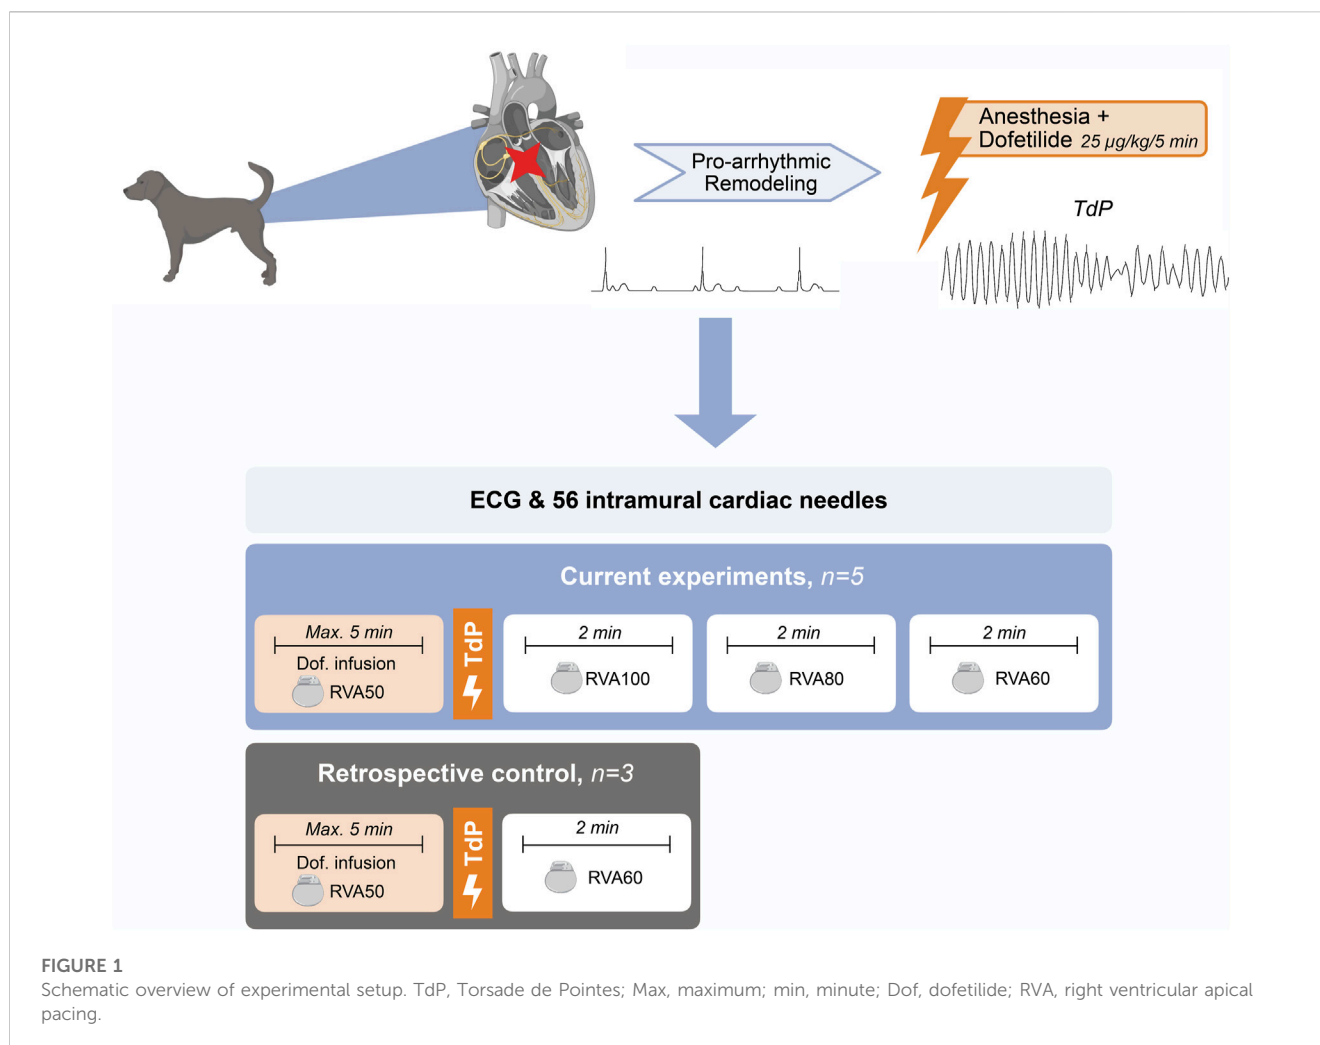 Pro-arrhythmic
Remodeling
Anesthesia +
Dofetilide 25 µg/kg/5 min
TdP
ECG & 56 intramural cardiac needles
Current experiments, n=5
Max. 5 min
Dof. infusion
RVA50
TdP
2 min
RVA100
2 min
RVA80
2 min
RVA60
Retrospective control, n=3
Max. 5 min
Dof. infusion
RVA50
TdP
2 min
RVA60
FIGURE 1
Schematic overview of experimental setup. TdP, Torsade de Pointes; Max, maximum; min, minute; Dof, dofetilide; RVA, right ventricular apical
pacing.